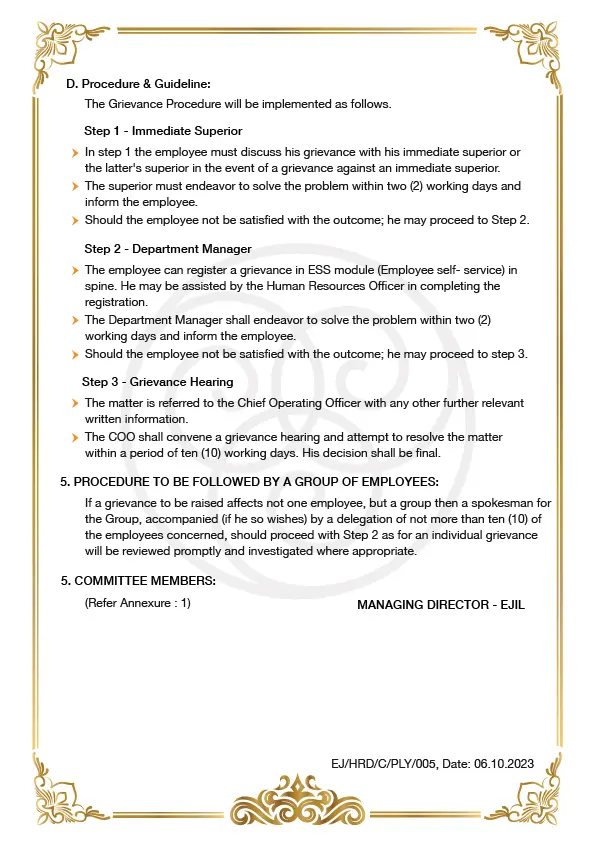 D. Procedure & Guideline:
The Grievance Procedure will be implemented as follows.
Step 1 - Immediate Superior
In step 1 the employee must discuss his grievance with his immediate superior or
the latter's superior in the event of a grievance against an immediate superior.
The superior must endeavor to solve the problem within two (2) working days and
inform the employee.
Should the employee not be satisfied with the outcome; he may proceed to Step 2.
Step 2 - Department Manager
The employee can register a grievance in ESS module (Employee self- service) in
spine. He may be assisted by the Human Resources Officer in completing the
registration.
The Department Manager shall endeavor to solve the problem within two (2)
working days and inform the employee.
Should the employee not be satisfied with the outcome; he may proceed to step 3.
Step 3 - Grievance Hearing
The matter is referred to the Chief Operating Officer with any other further relevant
written information.
The COO shall convene a grievance hearing and attempt to resolve the matter
within a period of ten (10) working days. His decision shall be final.
5. PROCEDURE TO BE FOLLOWED BY A GROUP OF EMPLOYEES:
If a grievance to be raised affects not one employee, but a group then a spokesman for
the Group, accompanied (if he so wishes) by a delegation of not more than ten (10) of
the employees concerned, should proceed with Step 2 as for an individual grievance
will be reviewed promptly and investigated where appropriate.
5. COMMITTEE MEMBERS:
(Refer Annexure : 1)
MANAGING DIRECTOR - EJIL
EJ/HRD/C/PLY/005, Date: 06.10.2023